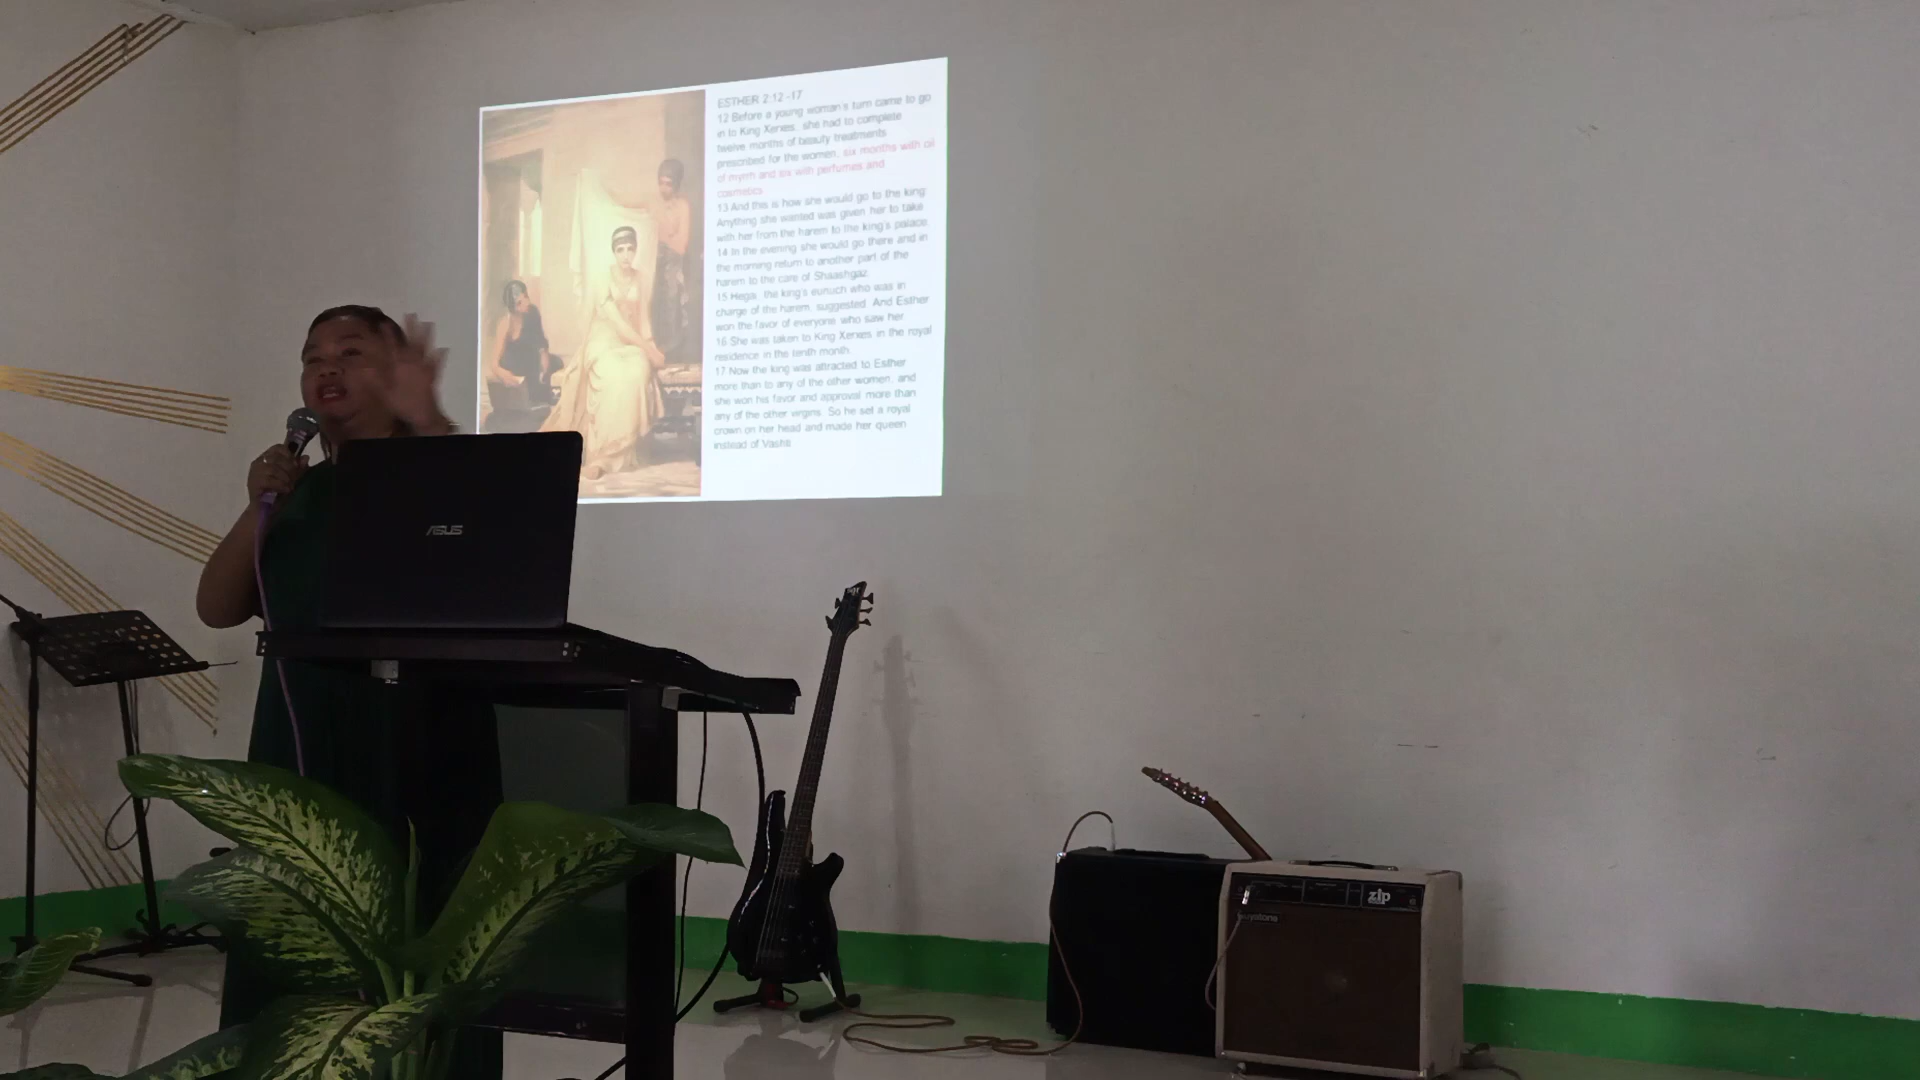 ESTHER 2:12 -17
12 Before a young woman's turn came to go
in to King Xerxes, she had to complete
twelve months of beauty treatments
prescribed for the women, six months with oil
of myrrh and six with perfumes and
cosmetics
13 And this is how she would go to the king:
Anything she wanted was given her to take
with her from the harem to the king's palace.
14 In the evening she would go there and in
the morning return to another part of the
harem to the care of Shaashgaz.
15 Hegai, the king's eunuch who was in
charge of the harem, suggested. And Esther
won the favor of everyone who saw her.
16 She was taken to King Xerxes in the royal
residence in the tenth month.
17 Now the king was attracted to Esther
more than to any of the other women, and
she won his favor and approval more than
any of the other virgins. So he set a royal
crown on her head and made her queen
instead of Vashti
ASUS
zip